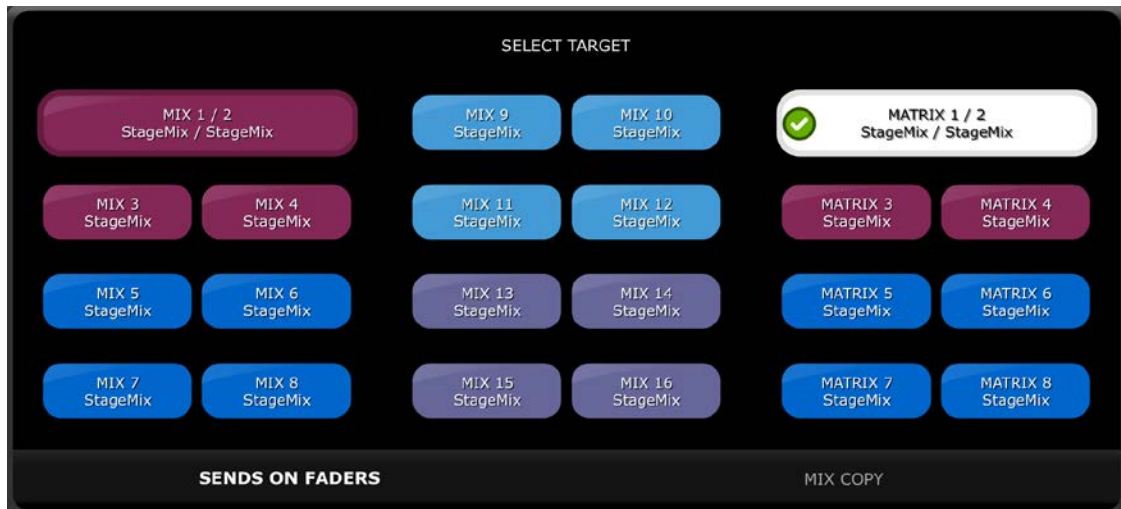 SELECT TARGET
MIX 1 / 2
StageMix / StageMix
MIX 9
StageMix
MIX 10
StageMix
MATRIX 1 / 2
StageMix / StageMix
MIX 3
StageMix
MIX 4
StageMix
MIX 11
StageMix
MIX 12
StageMix
MATRIX 3
StageMix
MATRIX 4
StageMix
MIX 5
StageMix
MIX 6
StageMix
MIX 13
StageMix
MIX 14
StageMix
MATRIX 5
StageMix
MATRIX 6
StageMix
MIX 7
StageMix
MIX 8
StageMix
MIX 15
StageMix
MIX 16
StageMix
MATRIX 7
StageMix
MATRIX 8
StageMix
SENDS ON FADERS
MIX COPY